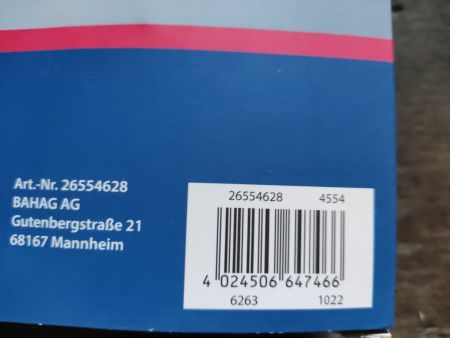 Art.-Nr. 26554628
BAHAG AG
Gutenbergstraße 21
68167 Mannheim
26554628 4554
4 024506 647466
6263 1022